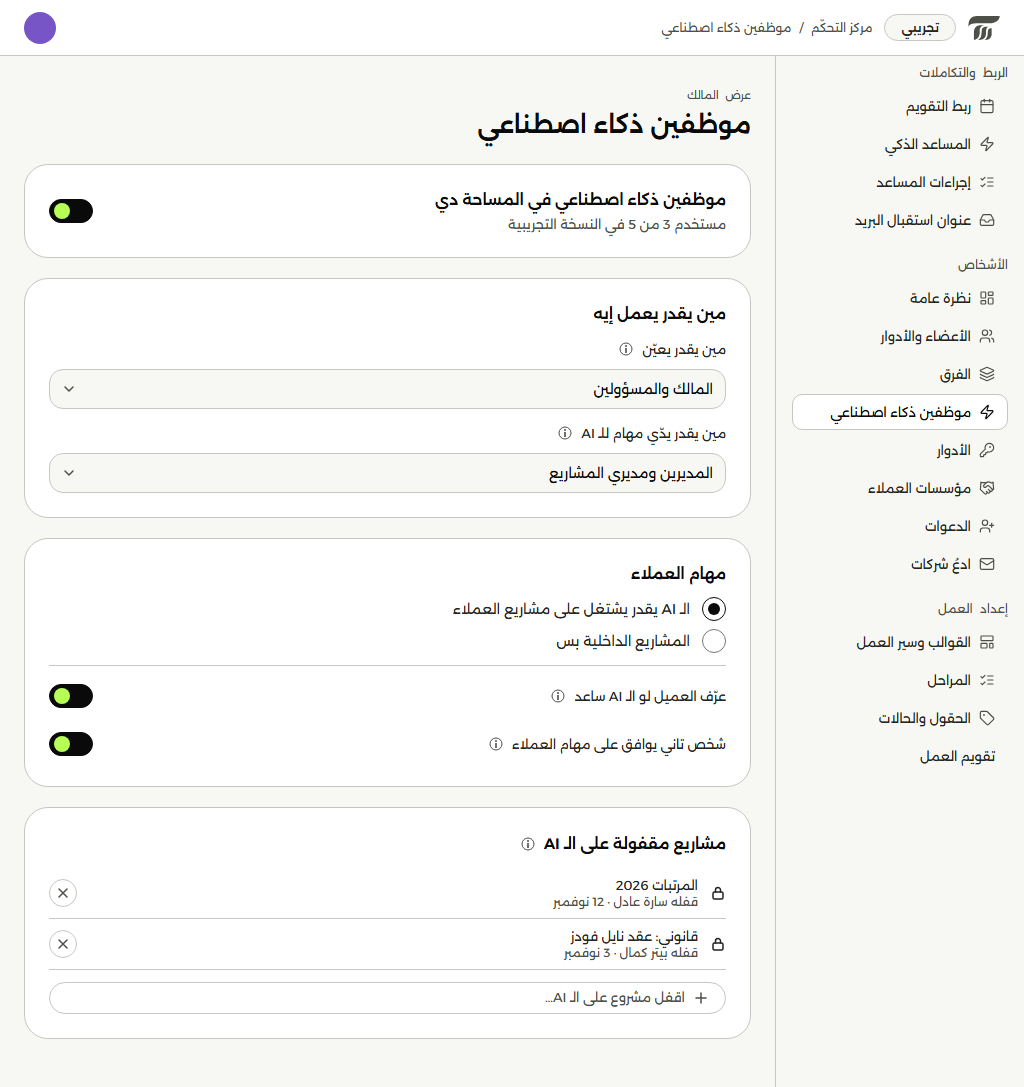 تجريبي
مركز التحكّم / موظفين ذكاء اصطناعي
الربط والتكاملات
ربط التقويم
المساعد الذكي
إجراءات المساعد
عنوان استقبال البريد
الأشخاص
نظرة عامة
الأعضاء والأدوار
الفرق
موظفين ذكاء اصطناعي
الأدوار
مؤسسات العملاء
الدعوات
ادعُ شركات
إعداد العمل
القوالب وسير العمل
المراحل
الحقول والحالات
تقويم العمل
عرض المالك
موظفين ذكاء اصطناعي
موظفين ذكاء اصطناعي في المساحة دي
مستخدم 3 من 5 في النسخة التجريبية
مين يقدر يعمل إيه
مين يقدر يعيّن
المالك والمسؤولين
مين يقدر يدّي مهام للـ AI
المديرين ومديري المشاريع
مهام العملاء
الـ AI يقدر يشتغل على مشاريع العملاء
المشاريع الداخلية بس
عرّف العميل لو الـ AI ساعد
شخص تاني يوافق على مهام العملاء
مشاريع مقفولة على الـ AI
المرتبات 2026
قفله سارة عادل · 12 نوفمبر
قانوني: عقد نايل فودز
قفله بيتر كمال · 3 نوفمبر
اقفل مشروع على الـ AI...